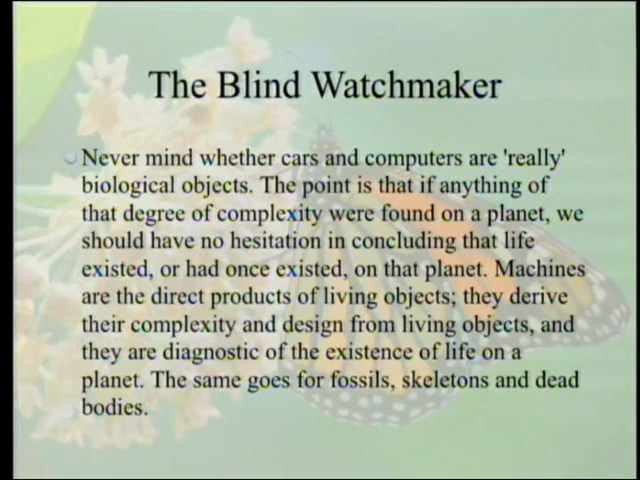 The Blind Watchmaker
Never mind whether cars and computers are 'really'
biological objects. The point is that if anything of
that degree of complexity were found on a planet, we
should have no hesitation in concluding that life
existed, or had once existed, on that planet. Machines
are the direct products of living objects; they derive
their complexity and design from living objects, and
they are diagnostic of the existence of life on a
planet. The same goes for fossils, skeletons and dead
bodies.